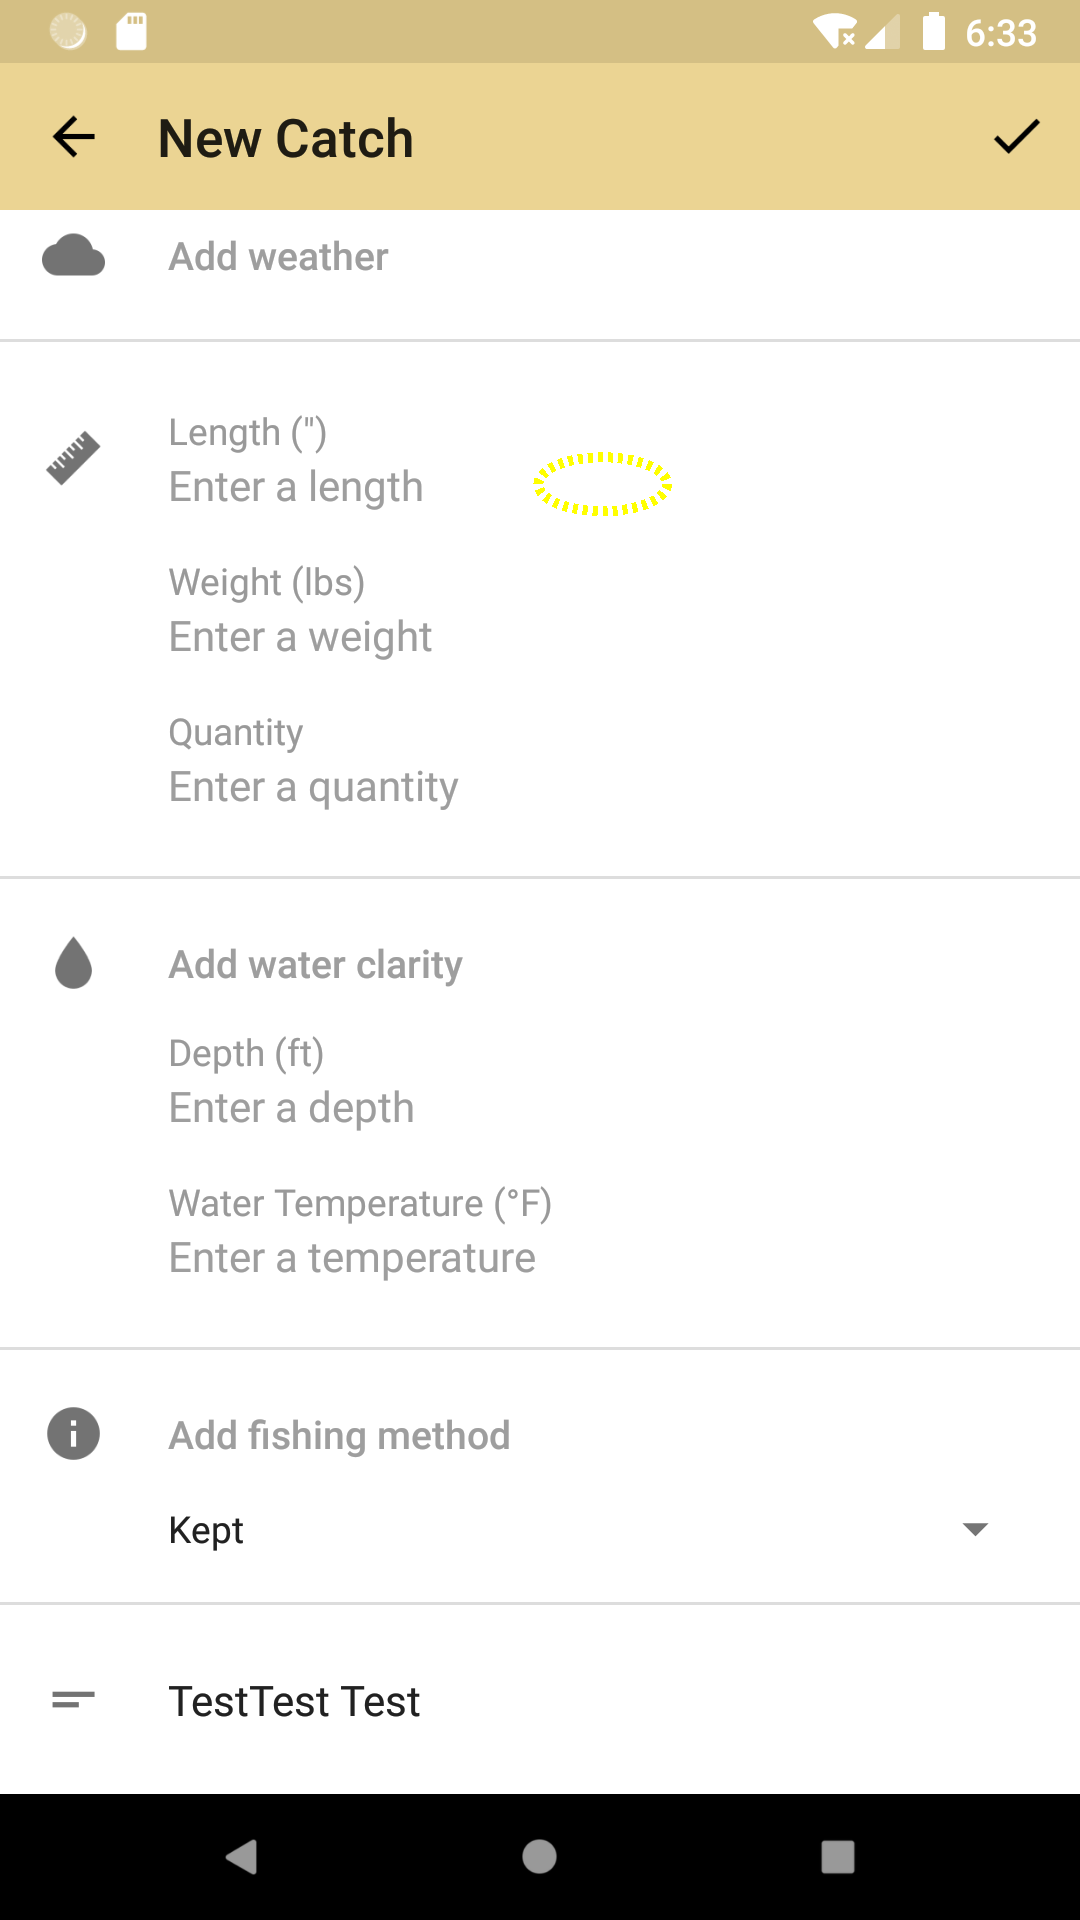 6:33
New Catch
Add weather
Length (")
Enter a length
Weight (lbs)
Enter a weight
Quantity
Enter a quantity
Add water clarity
Depth (ft)
Enter a depth
Water Temperature (°F)
Enter a temperature
Add fishing method
Kept
TestTest Test